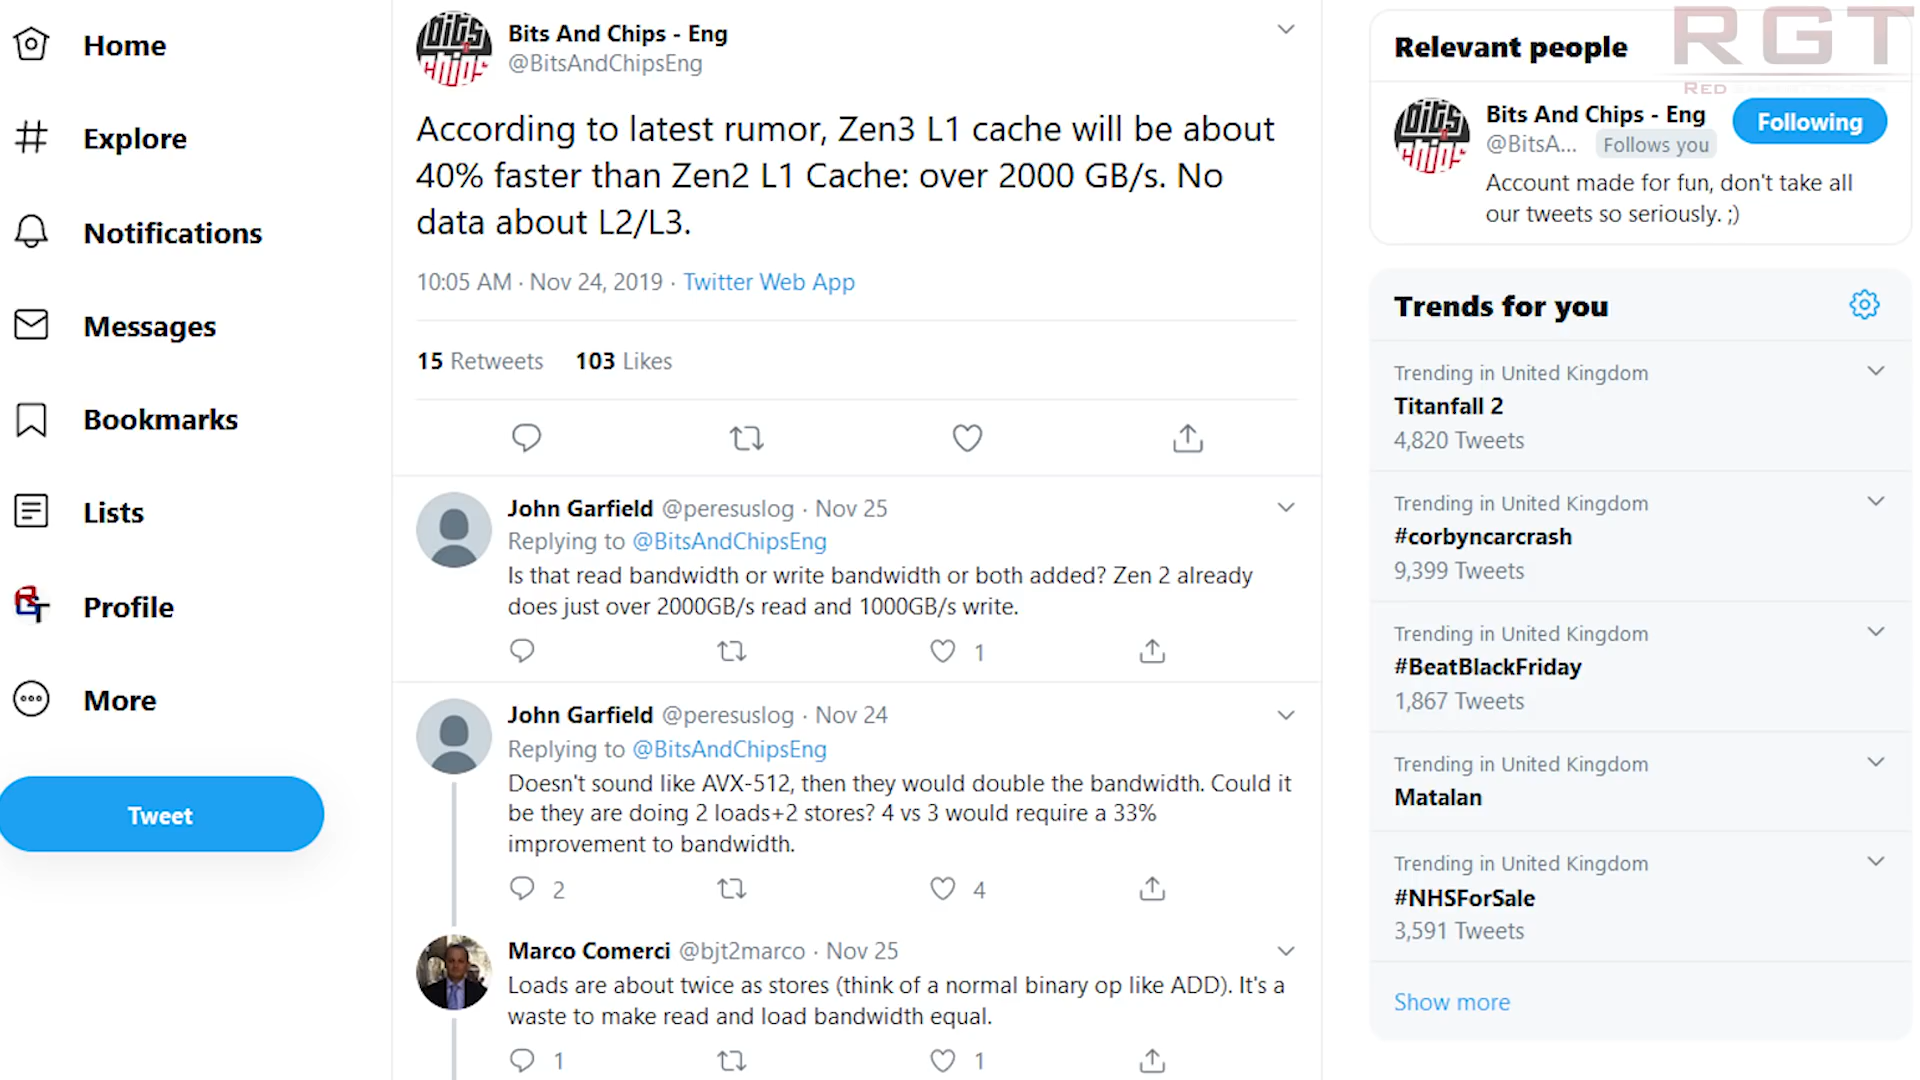 Home
Explore
Notifications
Messages
Bookmarks
Lists
Profile
More
Tweet
Bits And Chips - Eng
@BitsAndChipsEng
According to latest rumor, Zen3 L1 cache will be about
40% faster than Zen2 L1 Cache: over 2000 GB/s. No
data about L2/L3.
10:05 AM · Nov 24, 2019 · Twitter Web App
15 Retweets 103 Likes
John Garfield @peresuslog · Nov 25
Replying to @BitsAndChipsEng
Is that read bandwidth or write bandwidth or both added? Zen 2 already
does just over 2000GB/s read and 1000GB/s write.
1
John Garfield @peresuslog · Nov 24
Replying to @BitsAndChipsEng
Doesn't sound like AVX-512, then they would double the bandwidth. Could it
be they are doing 2 loads+2 stores? 4 vs 3 would require a 33%
improvement to bandwidth.
2 4
Marco Comerci @bjt2marco · Nov 25
Loads are about twice as stores (think of a normal binary op like ADD). It's a
waste to make read and load bandwidth equal.
1 1
RGT
RED
Relevant people
Bits And Chips - Eng
@BitsA... Follows you
Following
Account made for fun, don't take all
our tweets so seriously. ;)
Trends for you
Trending in United Kingdom
Titanfall 2
4,820 Tweets
Trending in United Kingdom
#corbyncarcrash
9,399 Tweets
Trending in United Kingdom
#BeatBlackFriday
1,867 Tweets
Trending in United Kingdom
Matalan
Trending in United Kingdom
#NHSForSale
3,591 Tweets
Show more